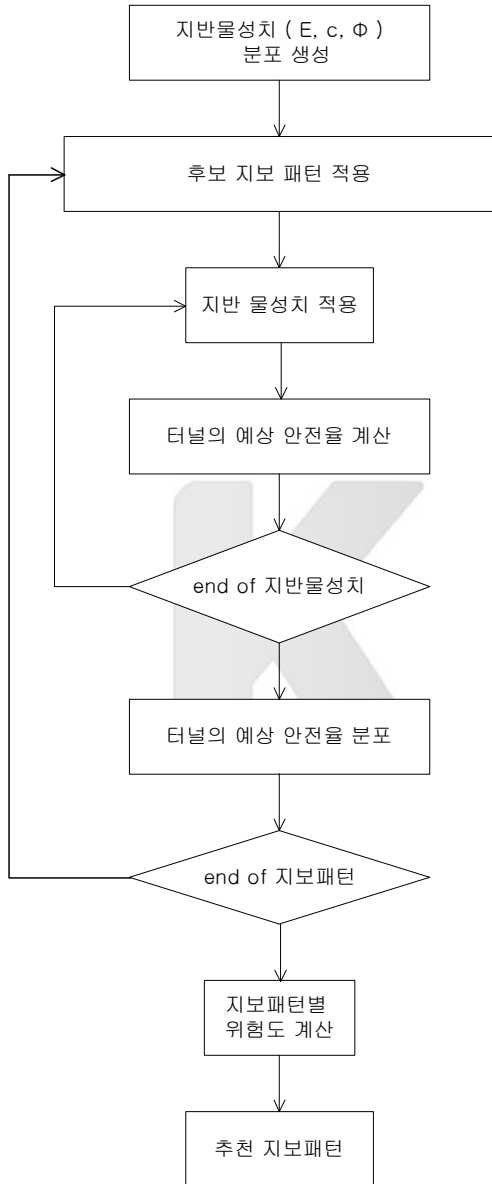 지반물성치 ( E, c, Φ )
분포 생성
후보 지보 패턴 적용
지반 물성치 적용
터널의 예상 안전율 계산
end of 지반물성치
터널의 예상 안전율 분포
end of 지보패턴
지보패턴별
위험도 계산
추천 지보패턴